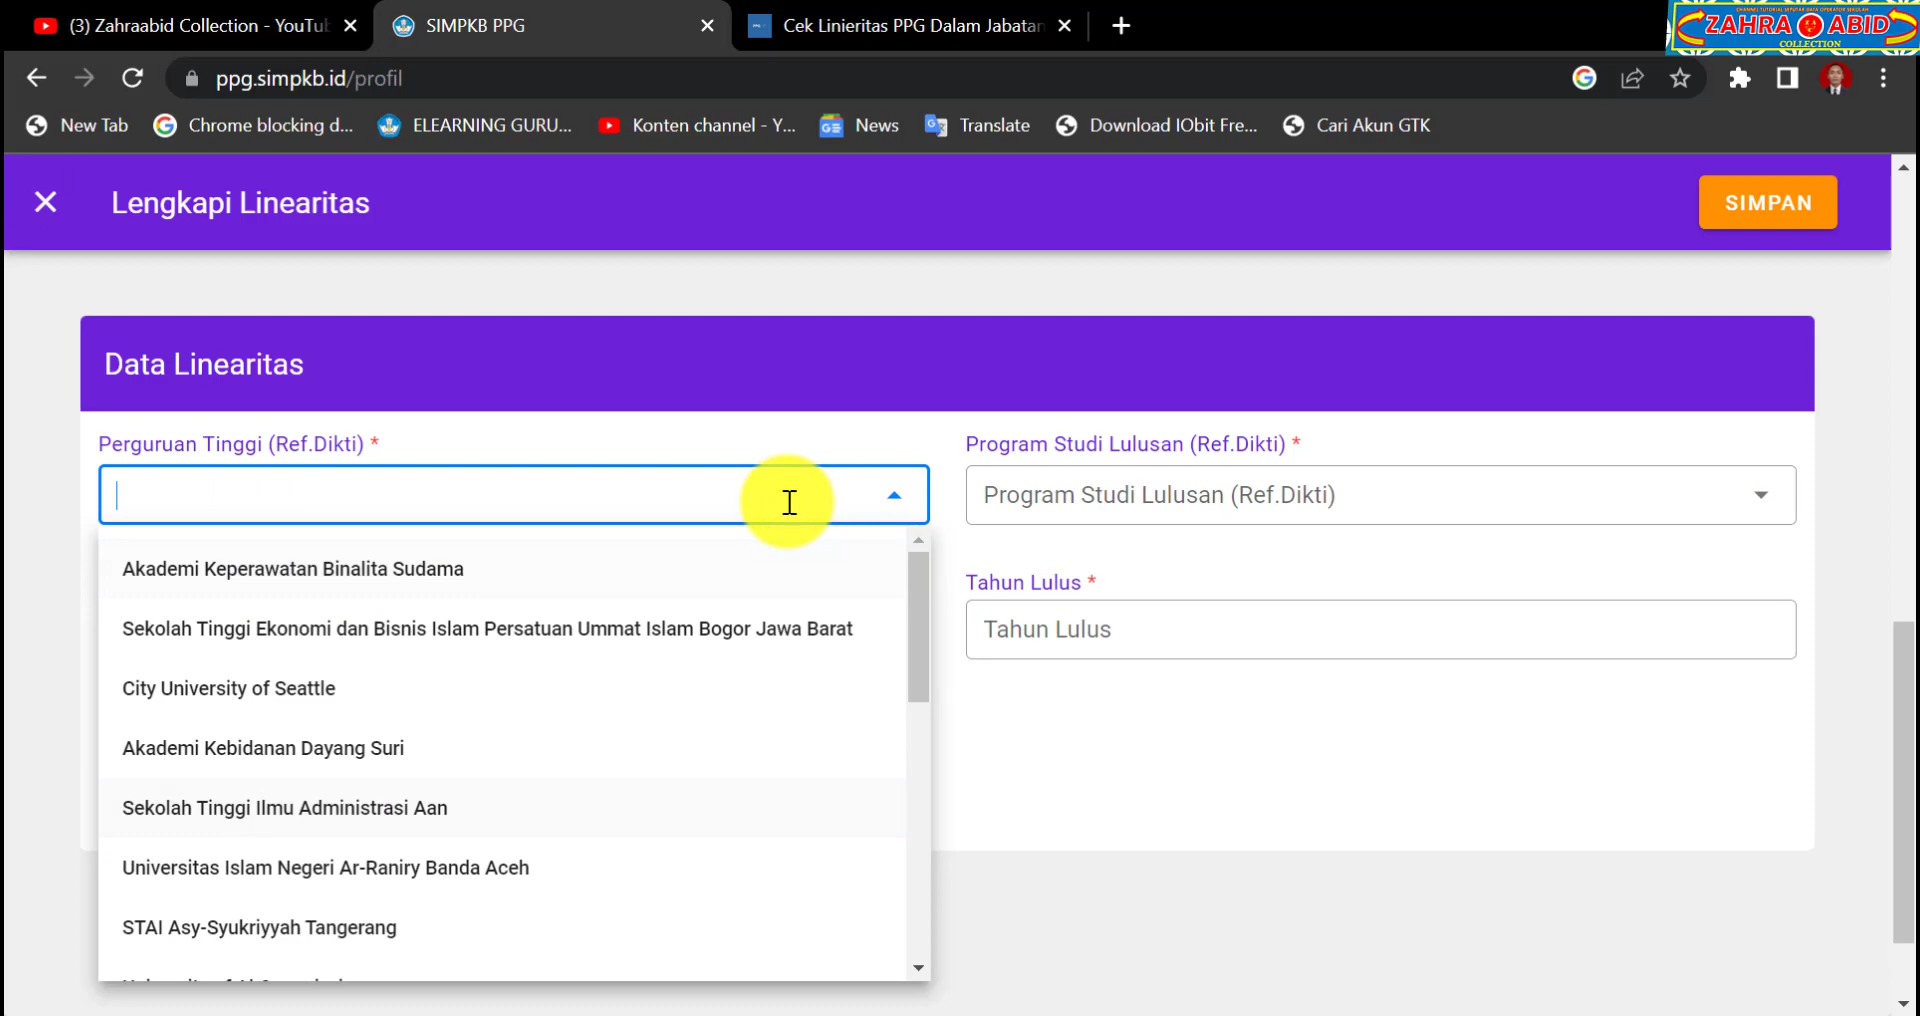 (3) Zahraabid Collection - YouTu
SIMPKB PPG
Cek Linieritas PPG Dalam Jabatan
ZAHRA ABID
COLLECTION
ppg.simpkb.id/profil
New Tab
Chrome blocking d...
ELEARNING GURU...
Konten channel - Y...
News
Translate
Download IObit Fre...
Cari Akun GTK
Lengkapi Linearitas
SIMPAN
Data Linearitas
Perguruan Tinggi (Ref.Dikti) *
Program Studi Lulusan (Ref.Dikti) *
Program Studi Lulusan (Ref.Dikti)
Akademi Keperawatan Binalita Sudama
Tahun Lulus *
Sekolah Tinggi Ekonomi dan Bisnis Islam Persatuan Ummat Islam Bogor Jawa Barat
Tahun Lulus
City University of Seattle
Akademi Kebidanan Dayang Suri
Sekolah Tinggi Ilmu Administrasi Aan
Universitas Islam Negeri Ar-Raniry Banda Aceh
STAI Asy-Syukriyyah Tangerang